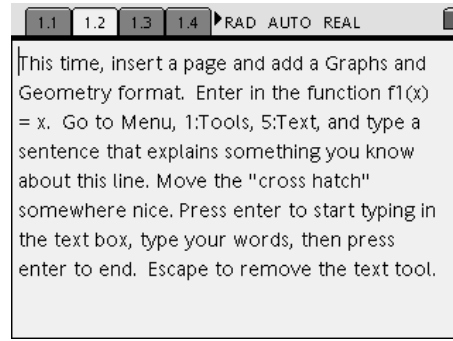 1.1 1.2 1.3 1.4 RAD AUTO REAL
This time, insert a page and add a Graphs and
Geometry format.  Enter in the function f1(x)
= x.  Go to Menu, 1:Tools, 5:Text, and type a
sentence that explains something you know
about this line. Move the "cross hatch"
somewhere nice. Press enter to start typing in
the text box, type your words, then press
enter to end.  Escape to remove the text tool.